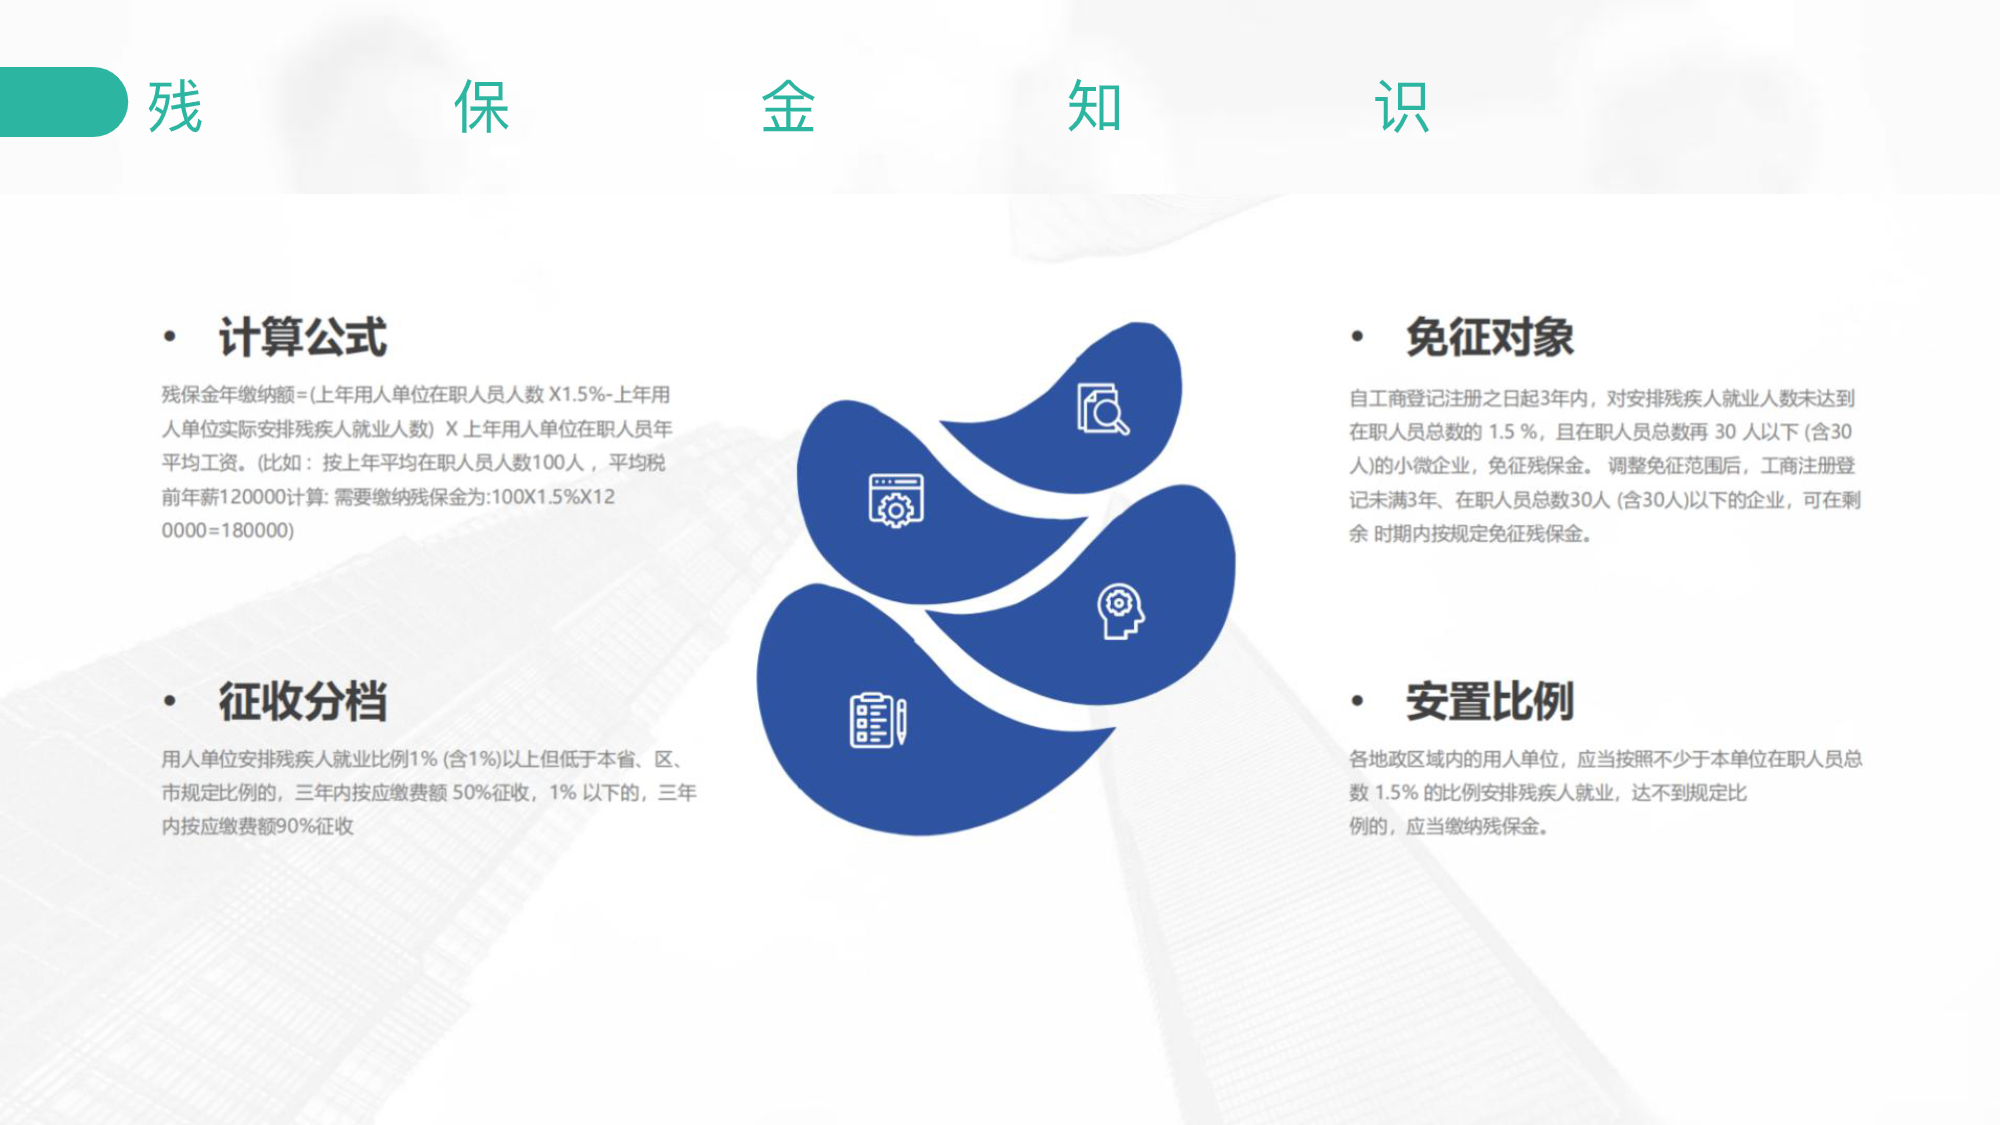 残保金知识
• 计算公式
残保金年缴纳额=(上年用人单位在职人员人数 X1.5%-上年用
人单位实际安排残疾人就业人数) X 上年用人单位在职人员年
平均工资。(比如：按上年平均在职人员人数100人，平均税
前年薪120000计算: 需要缴纳残保金为:100X1.5%X12
0000=180000)
• 征收分档
用人单位安排残疾人就业比例1% (含1%)以上但低于本省、区、
市规定比例的，三年内按应缴费额 50%征收，1% 以下的，三年
内按应缴费额90%征收
• 免征对象
自工商登记注册之日起3年内，对安排残疾人就业人数未达到
在职人员总数的 1.5 %，且在职人员总数再 30 人以下 (含30
人)的小微企业，免征残保金。 调整免征范围后，工商注册登
记未满3年、在职人员总数30人 (含30人)以下的企业，可在剩
余 时期内按规定免征残保金。
• 安置比例
各地政区域内的用人单位，应当按照不少于本单位在职人员总
数 1.5% 的比例安排残疾人就业，达不到规定比
例的，应当缴纳残保金。